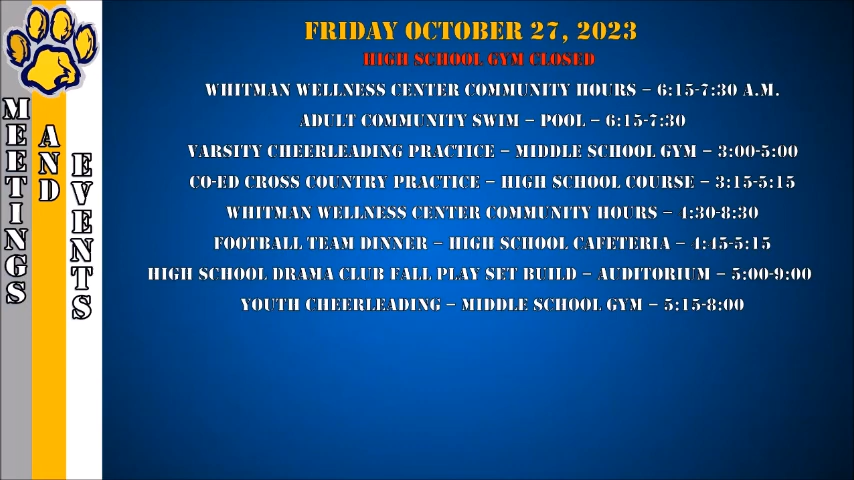 MEETINGS
AND
EVENTS
FRIDAY OCTOBER 27, 2023
HIGH SCHOOL GYM CLOSED
WHITMAN WELLNESS CENTER COMMUNITY HOURS – 6:15-7:30 A.M.
ADULT COMMUNITY SWIM – POOL – 6:15-7:30
VARSITY CHEERLEADING PRACTICE – MIDDLE SCHOOL GYM – 3:00-5:00
CO-ED CROSS COUNTRY PRACTICE – HIGH SCHOOL COURSE – 3:15-5:15
WHITMAN WELLNESS CENTER COMMUNITY HOURS – 4:30-8:30
FOOTBALL TEAM DINNER – HIGH SCHOOL CAFETERIA – 4:45-5:15
HIGH SCHOOL DRAMA CLUB FALL PLAY SET BUILD – AUDITORIUM – 5:00-9:00
YOUTH CHEERLEADING – MIDDLE SCHOOL GYM – 5:15-8:00